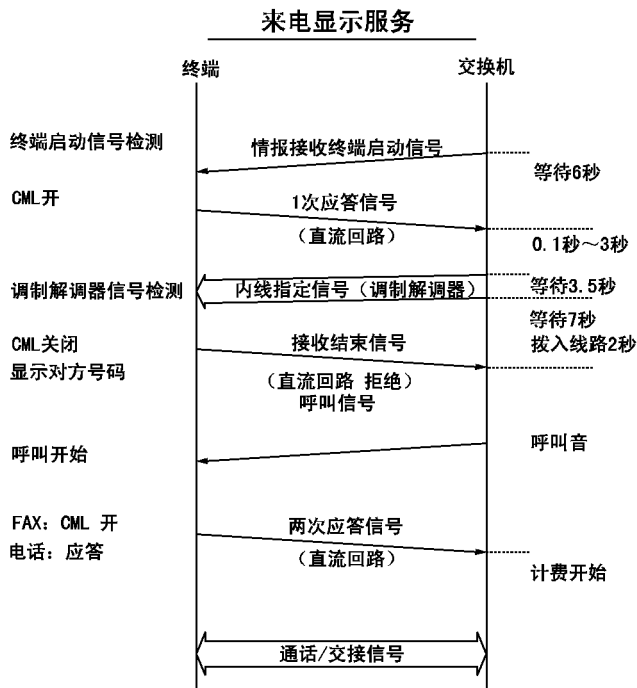 来电显示服务
终端
交换机
终端启动信号检测
情报接收终端启动信号
等待6秒
CML开
1次应答信号
(直流回路)
0.1秒～3秒
调制解调器信号检测
内线指定信号(调制解调器)
等待3.5秒
等待7秒
CML关闭
接收结束信号
拨入线路2秒
显示对方号码
(直流回路 拒绝)
呼叫信号
呼叫开始
呼叫音
FAX: CML 开
两次应答信号
电话: 应答
(直流回路)
计费开始
通话/交接信号